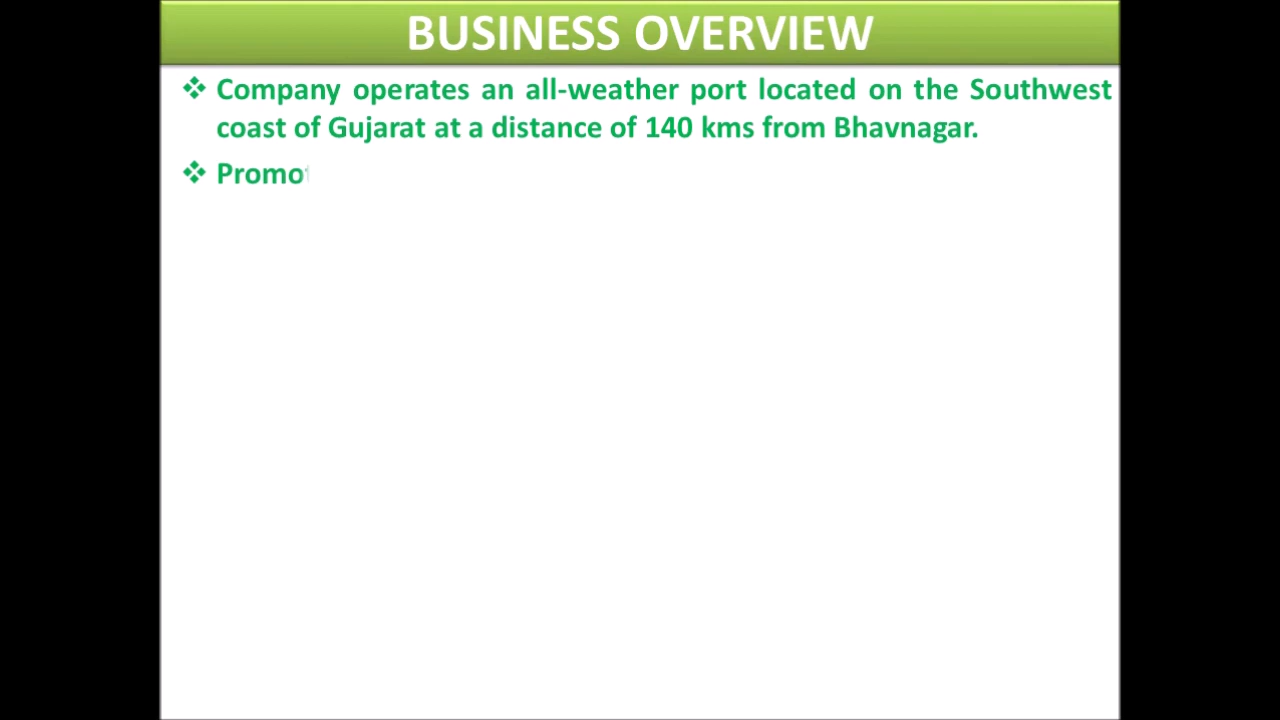 BUSINESS OVERVIEW
❖ Company operates an all-weather port located on the Southwest
coast of Gujarat at a distance of 140 kms from Bhavnagar.
❖ Promo